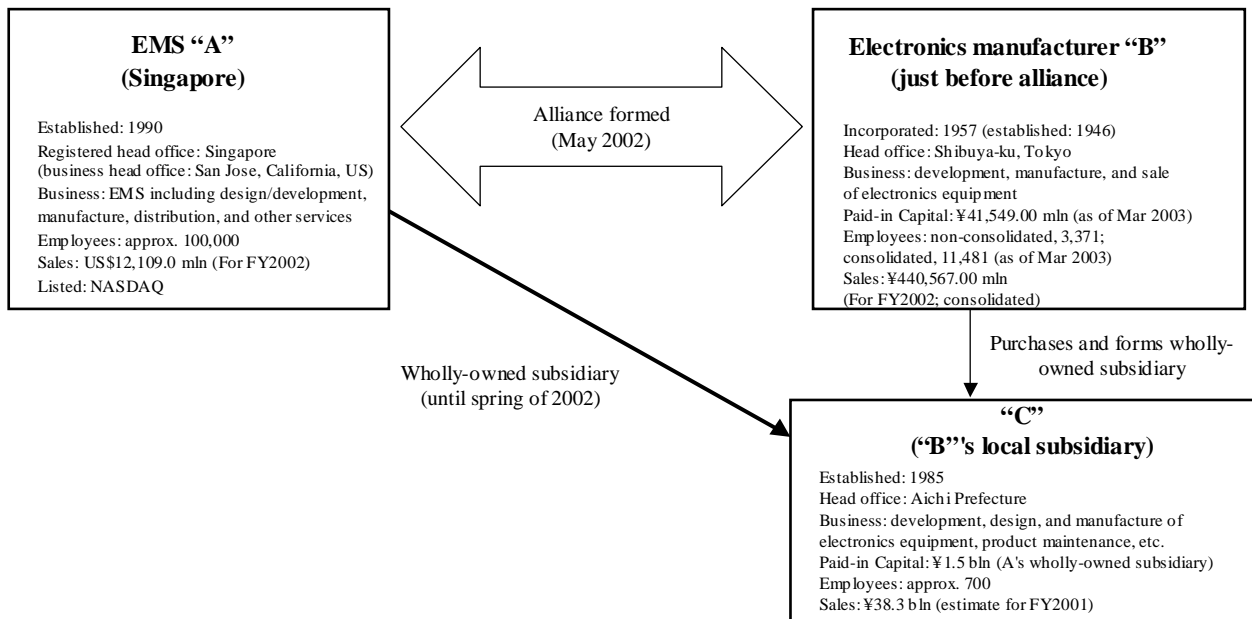 EMS “A”
(Singapore)
Established: 1990
Registered head office: Singapore
(business head office: San Jose, California, US)
Business: EMS including design/development,
manufacture, distribution, and other services
Employees: approx. 100,000
Sales: US$12,109.0 mln (For FY2002)
Listed: NASDAQ
Alliance formed
(May 2002)
Electronics manufacturer “B”
(just before alliance)
Incorporated: 1957 (established: 1946)
Head office: Shibuya-ku, Tokyo
Business: development, manufacture, and sale
of electronics equipment
Paid-in Capital: ¥41,549.00 mln (as of Mar 2003)
Employees: non-consolidated, 3,371;
consolidated, 11,481 (as of Mar 2003)
Sales: ¥440,567.00 mln
(For FY2002; consolidated)
Wholly-owned subsidiary
(until spring of 2002)
Purchases and forms wholly-
owned subsidiary
“C”
(“B”'s local subsidiary)
Established: 1985
Head office: Aichi Prefecture
Business: development, design, and manufacture of
electronics equipment, product maintenance, etc.
Paid-in Capital: ¥1.5 bln (A's wholly-owned subsidiary)
Employees: approx. 700
Sales: ¥38.3 bln (estimate for FY2001)